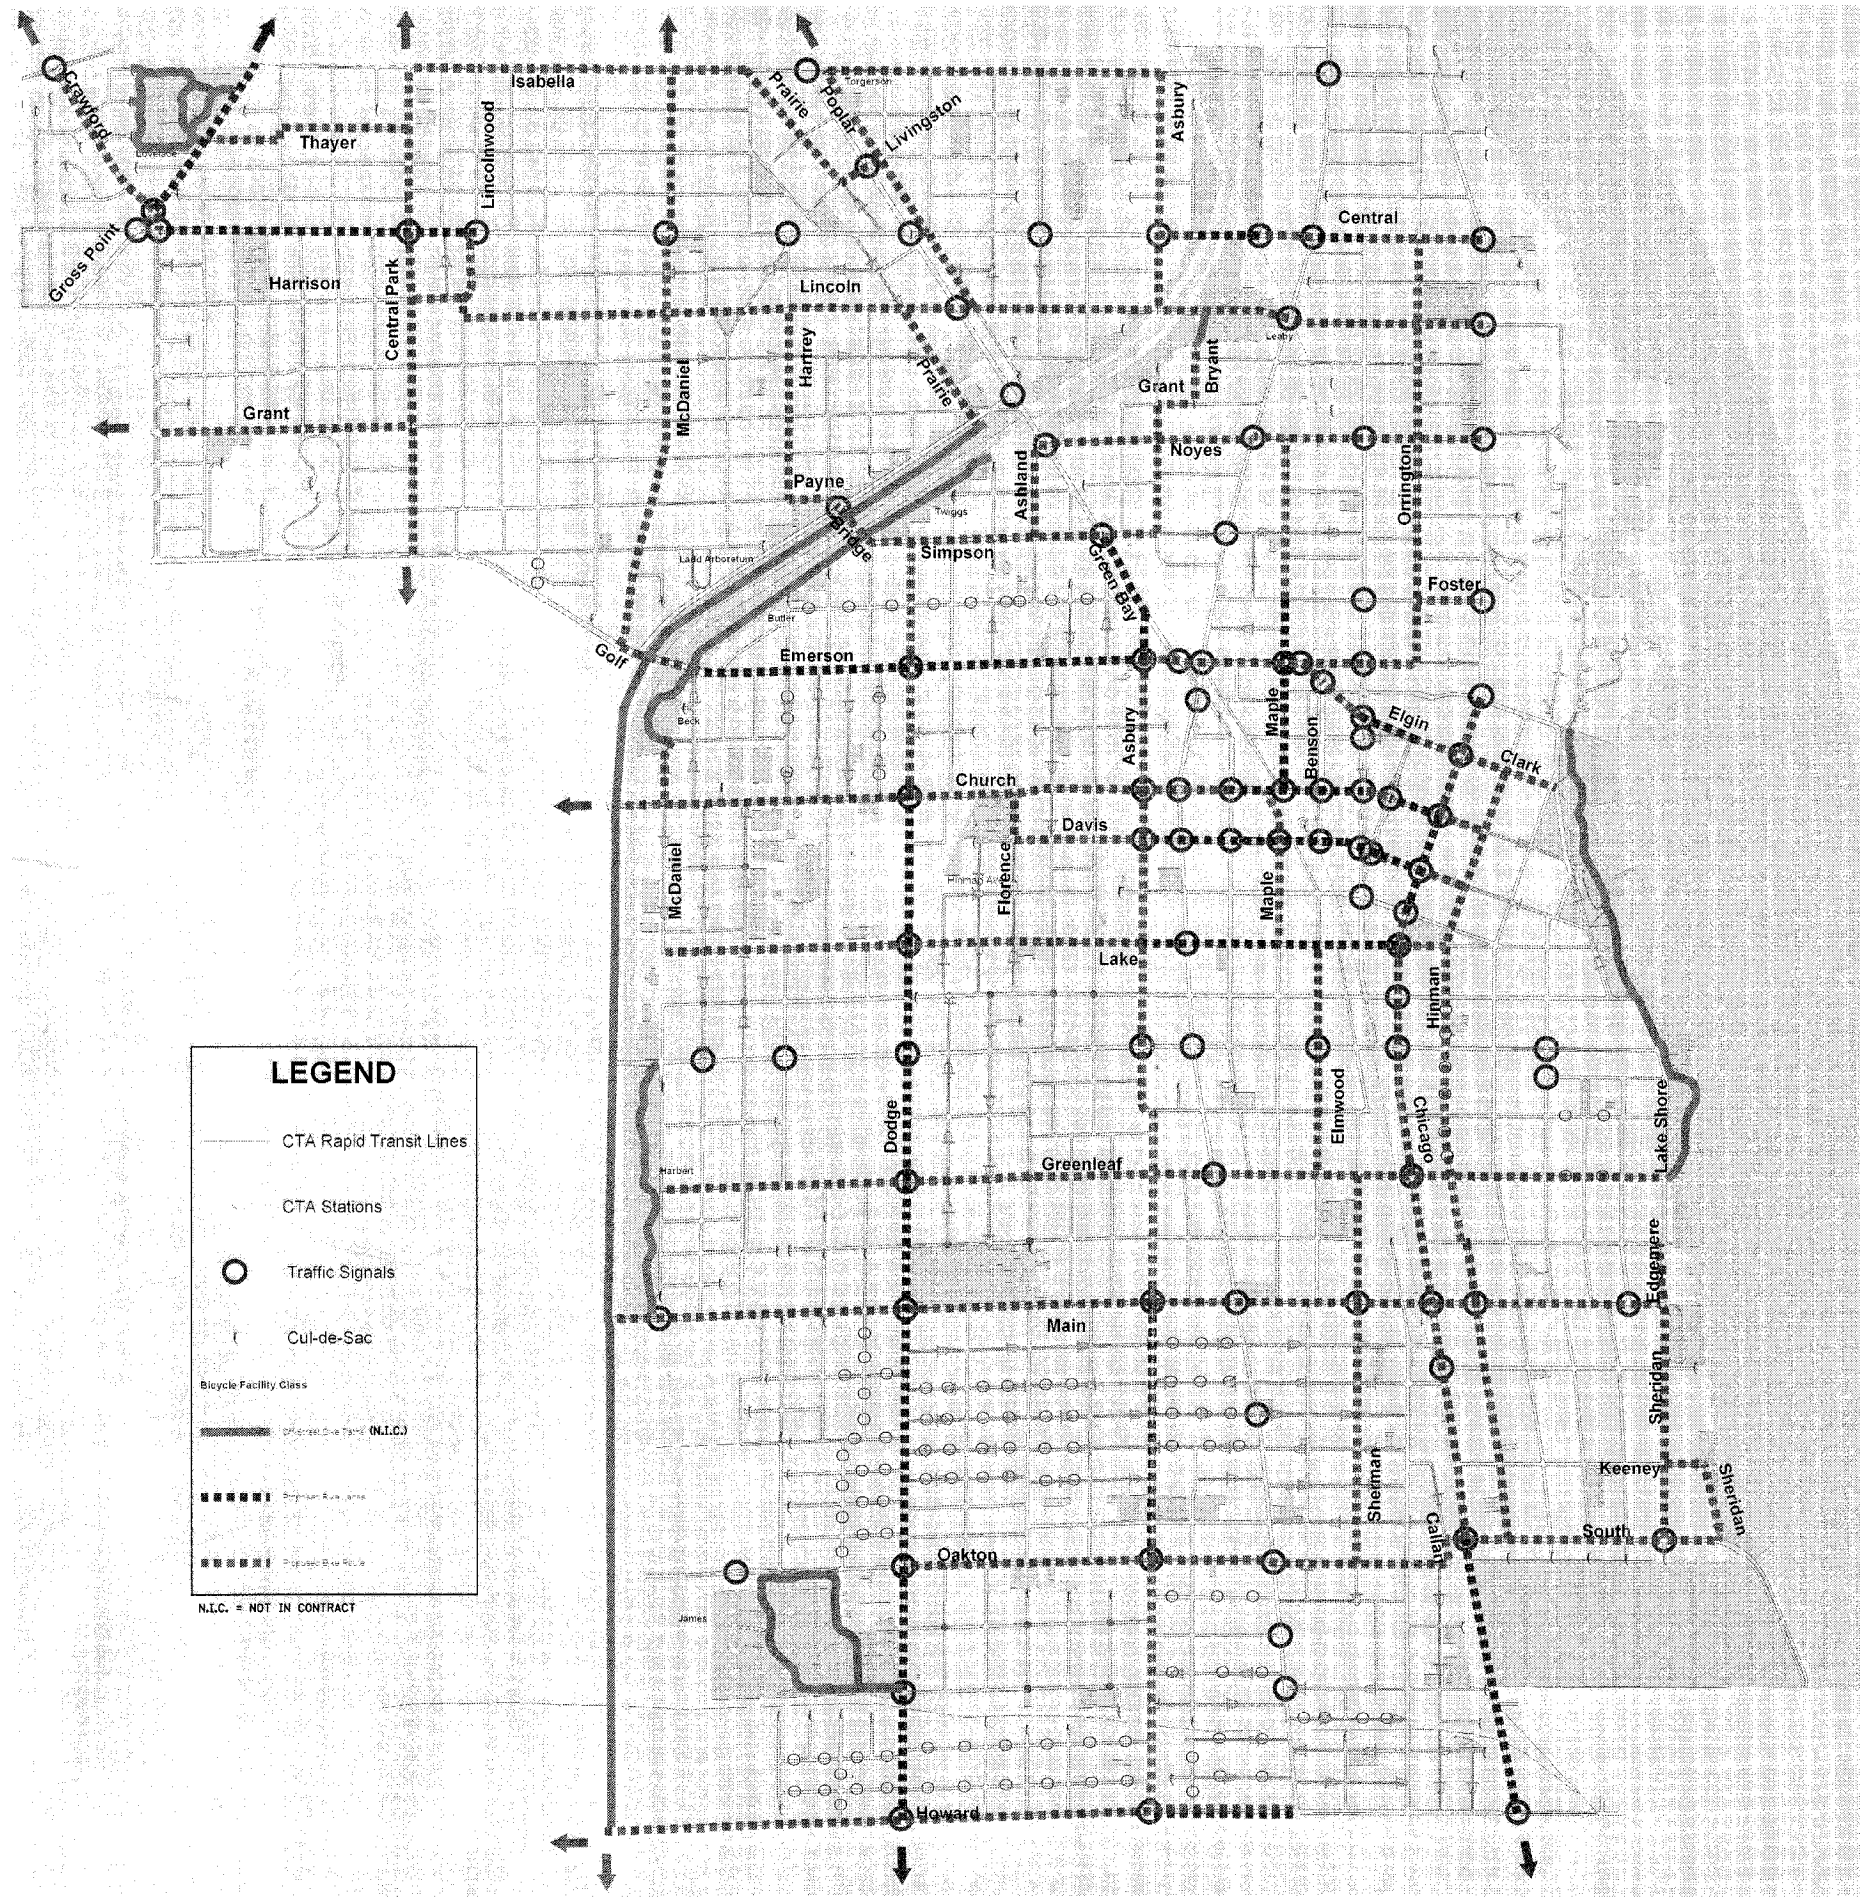 Crawford
Isabella
Prairie
Poplar
Torgerson
Livingston
Asbury
Thayer
Lovelace
Lincolnwood
Gross Point
Central
Harrison
Central Park
Lincoln
Leahy
Hartrey
McDaniel
Prairie
Grant
Bryant
Grant
Noyes
Orrington
Ashland
Payne
Twiggs
Bridge
Simpson
Ladd Arboretum
Green Bay
Foster
Butler
Golf
Emerson
Beck
Asbury
Maple
Benson
Elgin
Clark
Church
Davis
McDaniel
Florence
Maple
Lake
Hinman
LEGEND
CTA Rapid Transit Lines
CTA Stations
Traffic Signals
Cul-de-Sac
Bicycle Facility Class
(N.I.C.)
Proposed Bike Route
N.I.C. = NOT IN CONTRACT
Dodge
Elmwood
Chicago
Lake Shore
Harbert
Greenleaf
Edgemere
Main
Sheridan
Sherman
Keeney
Sheridan
Callan
South
Oakton
James
Howard